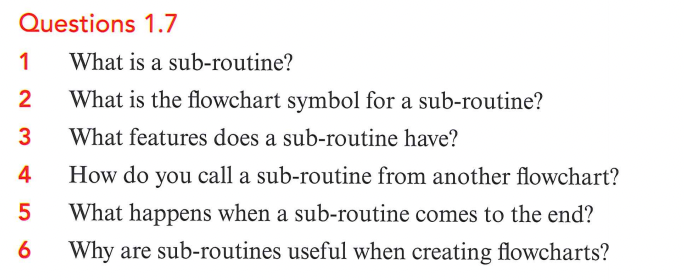 Questions 1.7
1 What is a sub-routine?
2 What is the flowchart symbol for a sub-routine?
3 What features does a sub-routine have?
4 How do you call a sub-routine from another flowchart?
5 What happens when a sub-routine comes to the end?
6 Why are sub-routines useful when creating flowcharts?